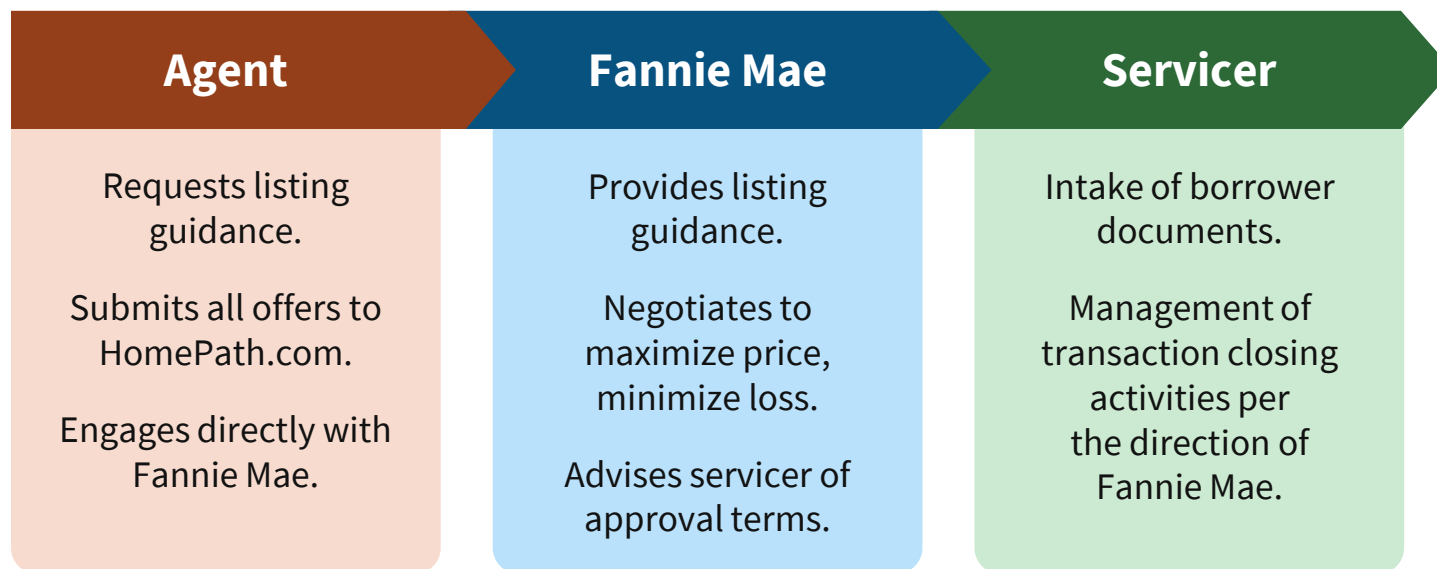 Agent
Requests listing
guidance.
Submits all offers to
HomePath.com.
Engages directly with
Fannie Mae.
Fannie Mae
Provides listing
guidance.
Negotiates to
maximize price,
minimize loss.
Advises servicer of
approval terms.
Servicer
Intake of borrower
documents.
Management of
transaction closing
activities per
the direction of
Fannie Mae.